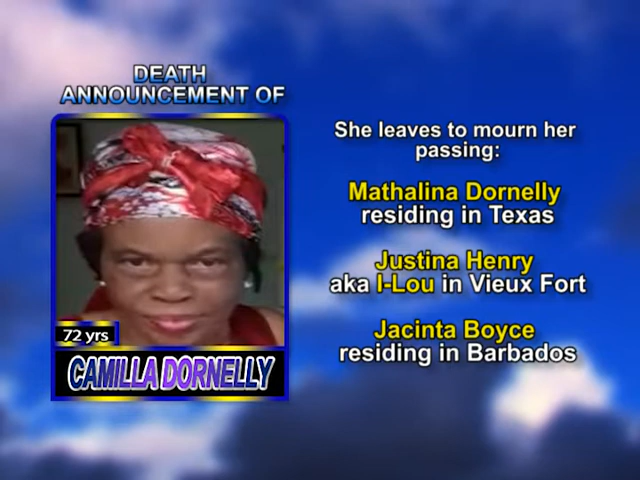 DEATH
ANNOUNCEMENT OF
72 yrs
CAMILLA DORNELLY
She leaves to mourn her
passing:
Mathalina Dornelly
residing in Texas
Justina Henry
aka I-Lou in Vieux Fort
Jacinta Boyce
residing in Barbados